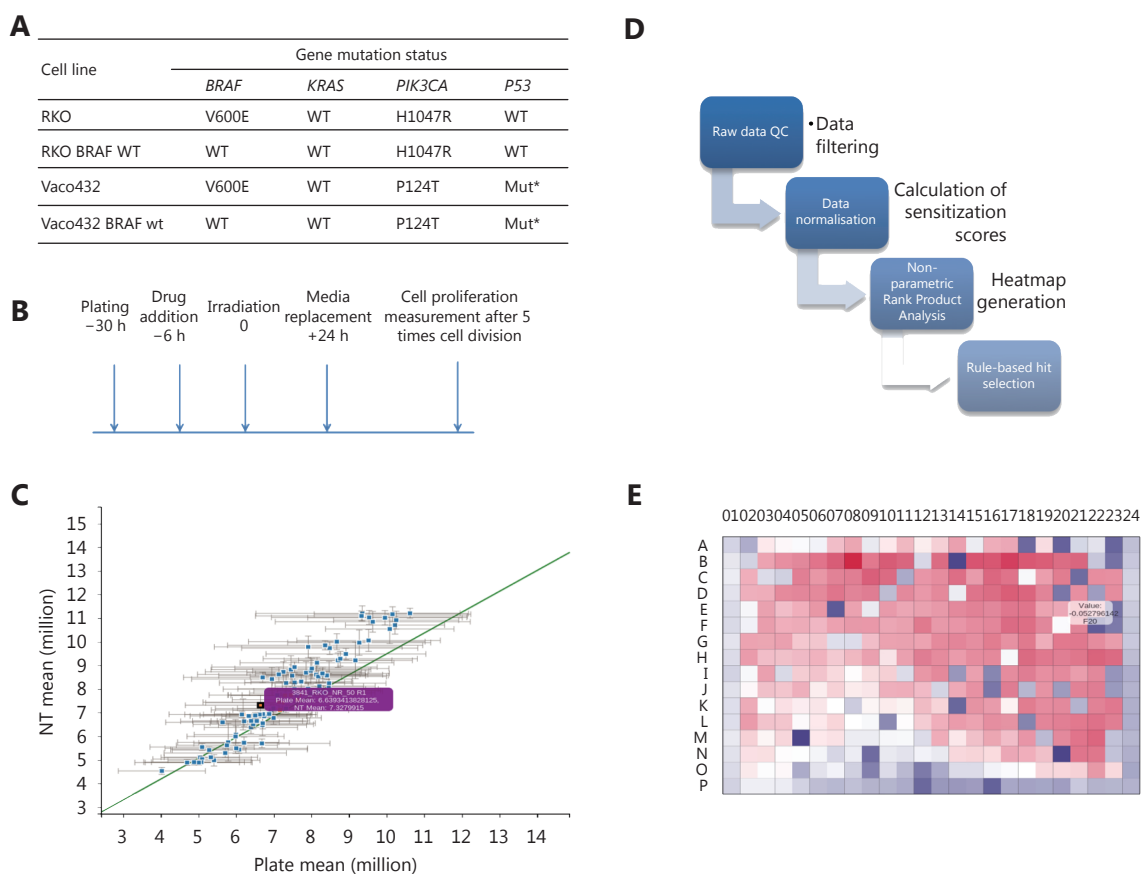 A
Gene mutation status
Cell line
BRAF KRAS PIK3CA P53
RKO V600E WT H1047R WT
RKO BRAF WT WT WT H1047R WT
Vaco432 V600E WT P124T Mut*
Vaco432 BRAF wt WT WT P124T Mut*
B
Plating
−30 h
Drug
addition
−6 h
Irradiation
0
Media
replacement
+24 h
Cell proliferation
measurement after 5
times cell division
C
NT mean (million)
15
14
13
12
11
10
9
8
7
6
5
4
3
3841_RKO_NR_50 R1
Plate Mean: 6.6393413828125,
NT Mean: 7.3279915
3 4 5 6 7 8 9 10 11 12 13 14
Plate mean (million)
D
Raw data QC
•Data
filtering
Data
normalisation
Calculation of
sensitization
scores
Non-
parametric
Rank Product
Analysis
Heatmap
generation
Rule-based hit
selection
E
010203040506070809101112131415161718192021222324
A
B
C
D
E
F
G
H
I
J
K
L
M
N
O
P
Value:
-0.052796142
F20